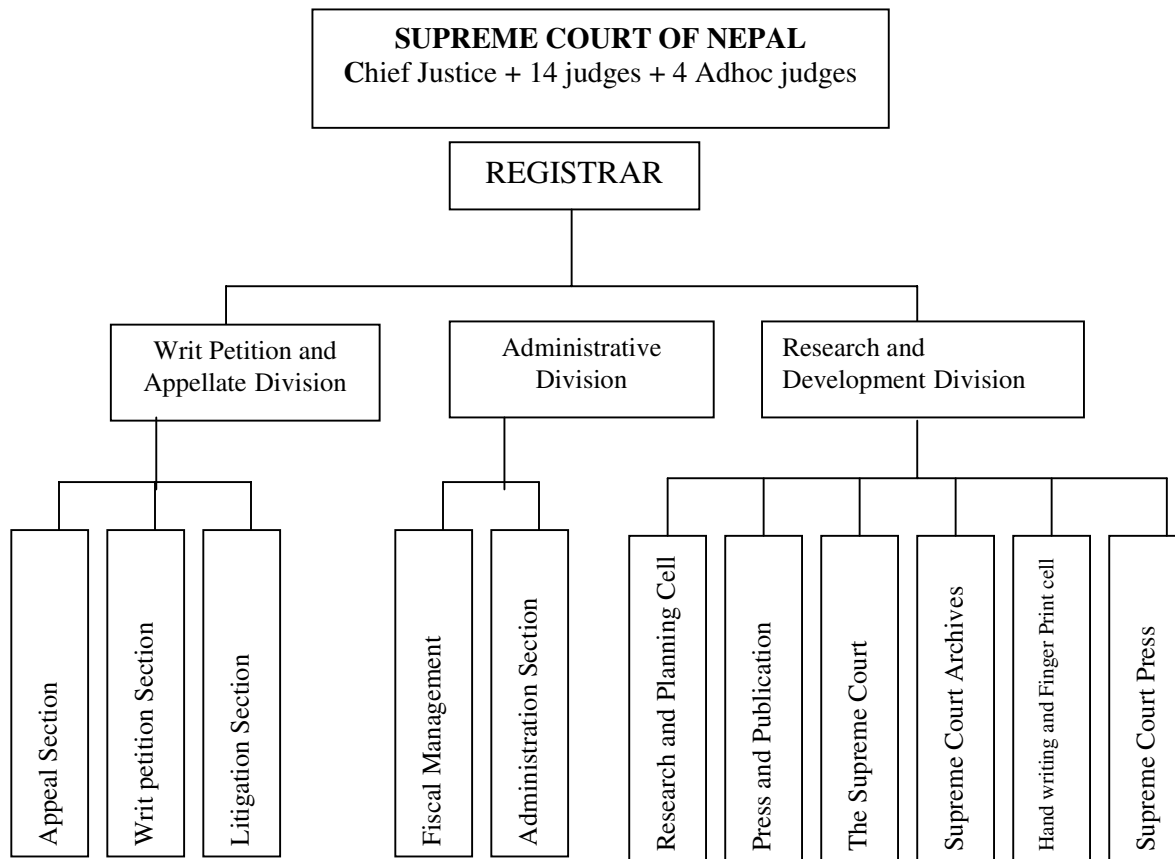 SUPREME COURT OF NEPAL
Chief Justice + 14 judges + 4 Adhoc judges
REGISTRAR
Writ Petition and
Appellate Division
Administrative
Division
Research and
Development Division
Appeal Section
Writ petition Section
Litigation Section
Fiscal Management
Administration Section
Research and Planning Cell
Press and Publication
The Supreme Court
Supreme Court Archives
Hand writing and Finger Print cell
Supreme Court Press